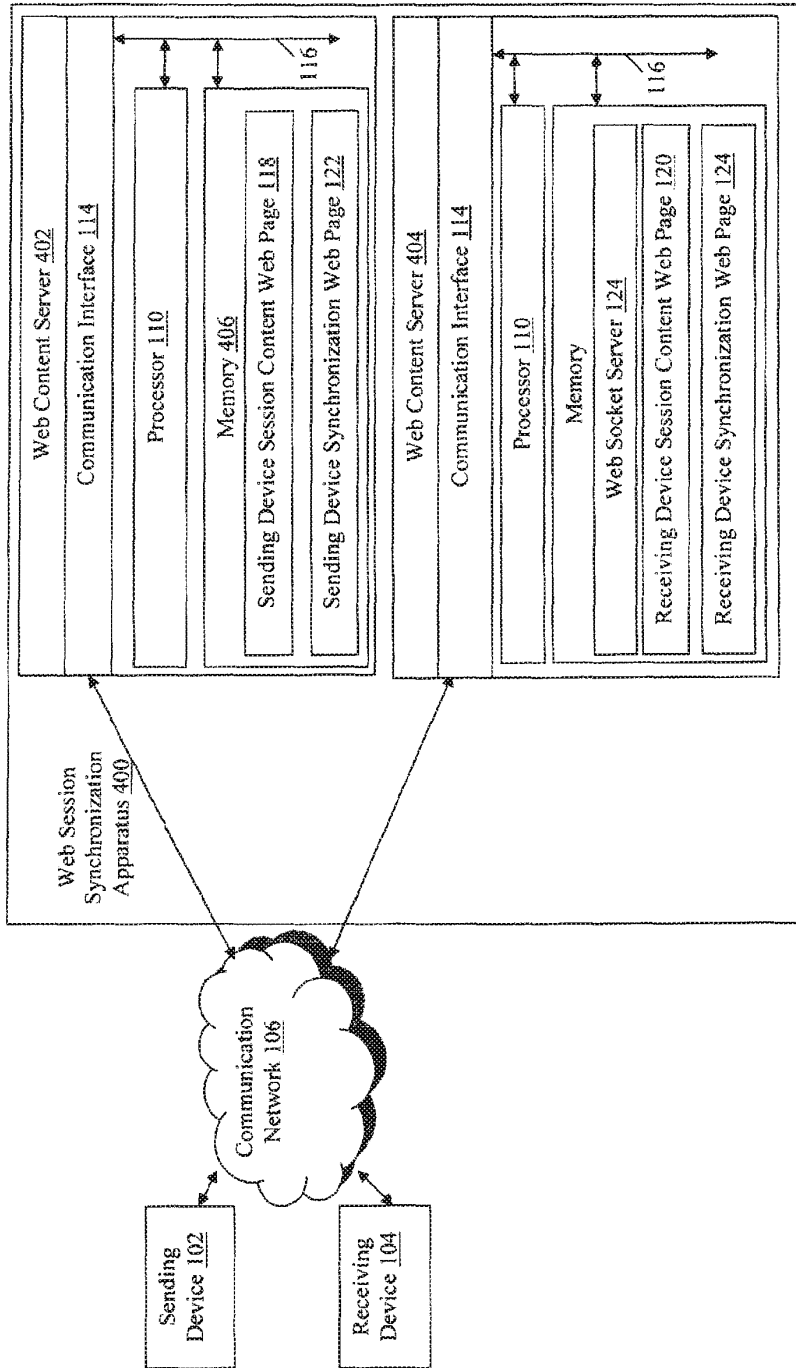 Sending
Device 102
Receiving
Device 104
Communication
Network 106
Web Session
Synchronization
Apparatus 400
Web Content Server 402
Communication Interface 114
Processor 110
Memory 406
Sending Device Session Content Web Page 118
Sending Device Synchronization Web Page 122
116
Web Content Server 404
Communication Interface 114
Processor 110
Memory
Web Socket Server 124
Receiving Device Session Content Web Page 120
Receiving Device Synchronization Web Page 124
116